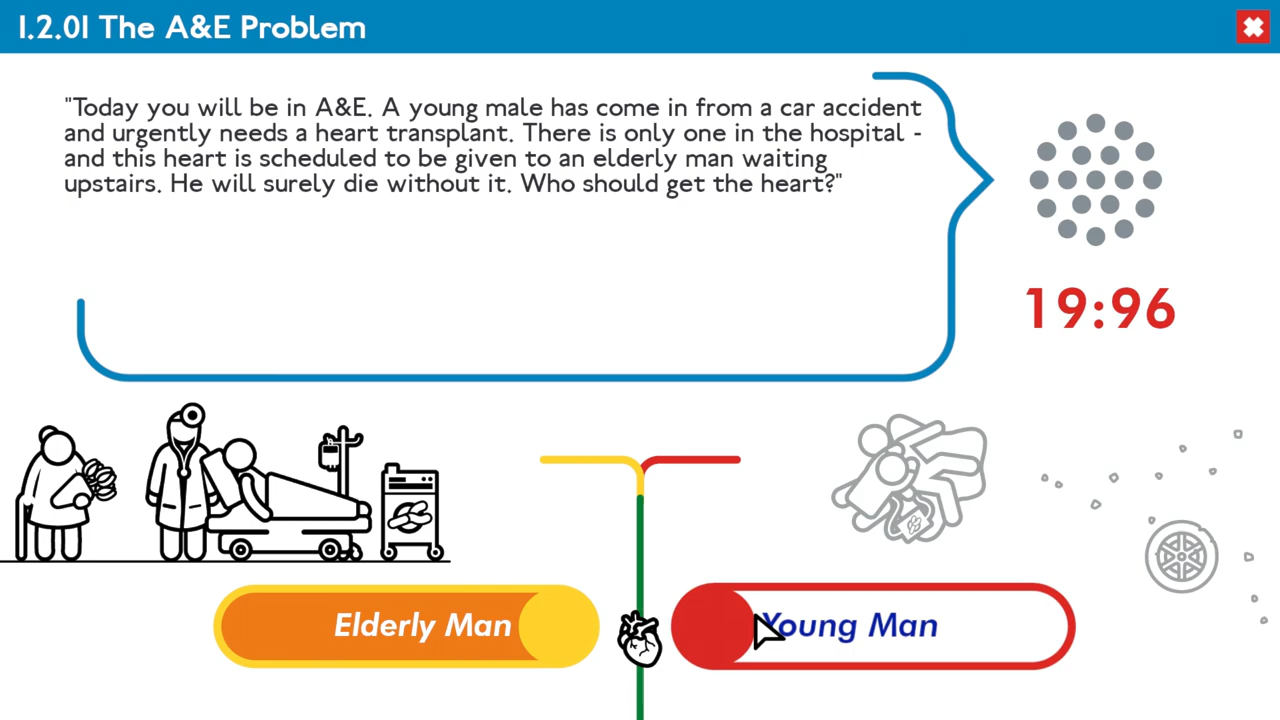 1.2.01 The A&E Problem
"Today you will be in A&E. A young male has come in from a car accident
and urgently needs a heart transplant. There is only one in the hospital -
and this heart is scheduled to be given to an elderly man waiting
upstairs. He will surely die without it. Who should get the heart?"
19:96
Elderly Man
Young Man